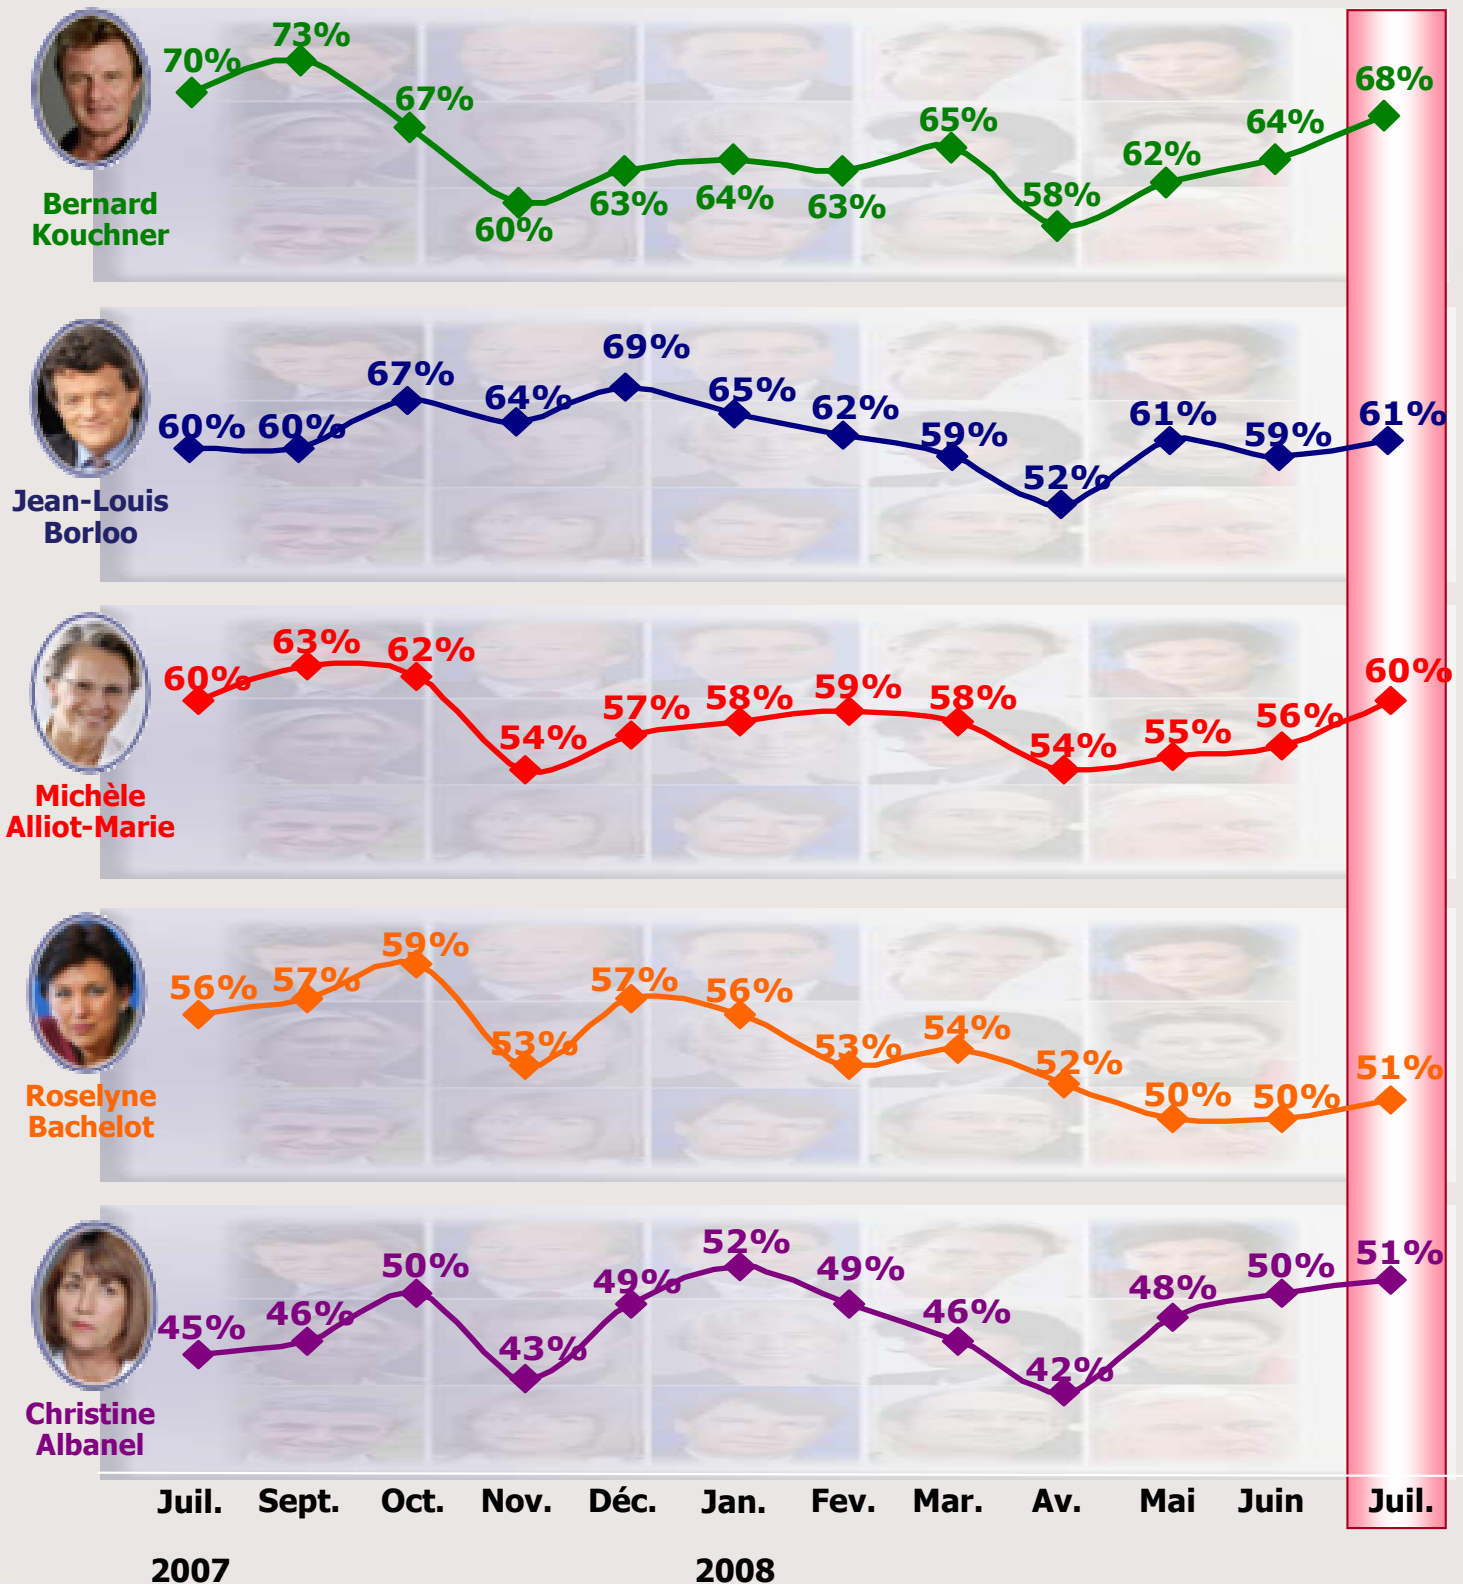 70% 73% 67% 60% 63% 64% 63% 65% 58% 62% 64% 68%
Bernard
Kouchner
60% 60% 67% 64% 69% 65% 62% 59% 52% 61% 59% 61%
Jean-Louis
Borloo
60% 63% 62% 54% 57% 58% 59% 58% 54% 55% 56% 60%
Michèle
Alliot-Marie
56% 57% 59% 53% 57% 56% 53% 54% 52% 50% 50% 51%
Roselyne
Bachelot
45% 46% 50% 43% 49% 52% 49% 46% 42% 48% 50% 51%
Christine
Albanel
Juil. Sept. Oct. Nov. Déc. Jan. Fev. Mar. Av. Mai Juin Juil.
2007 2008